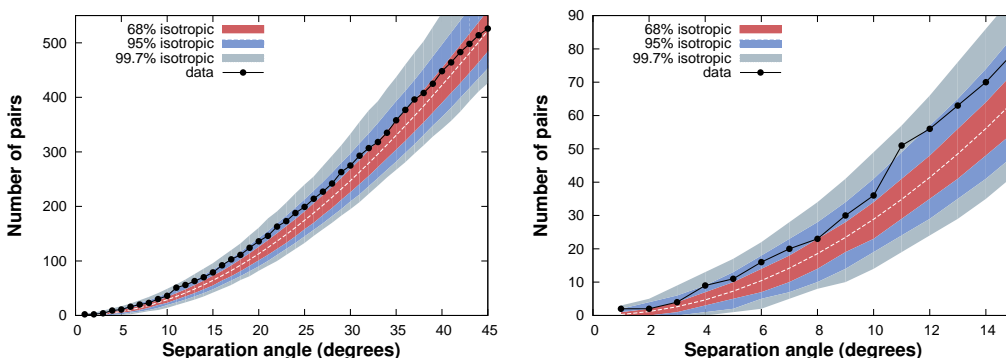 500
400
300
200
100
0
Number of pairs
68% isotropic
95% isotropic
99.7% isotropic
data
0 5 10 15 20 25 30 35 40 45
Separation angle (degrees)
90
80
70
60
50
40
30
20
10
0
Number of pairs
68% isotropic
95% isotropic
99.7% isotropic
data
0 2 4 6 8 10 12 14
Separation angle (degrees)